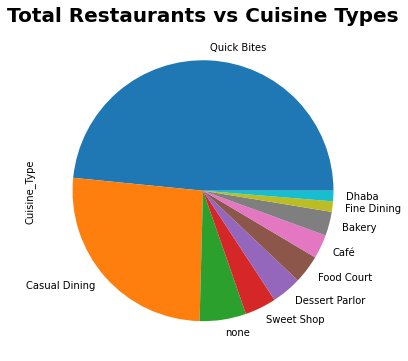 Total Restaurants vs Cuisine Types
Quick Bites
Cuisine_Type
Casual Dining
none
Sweet Shop
Dessert Parlor
Food Court
Café
Bakery
Fine Dining
Dhaba